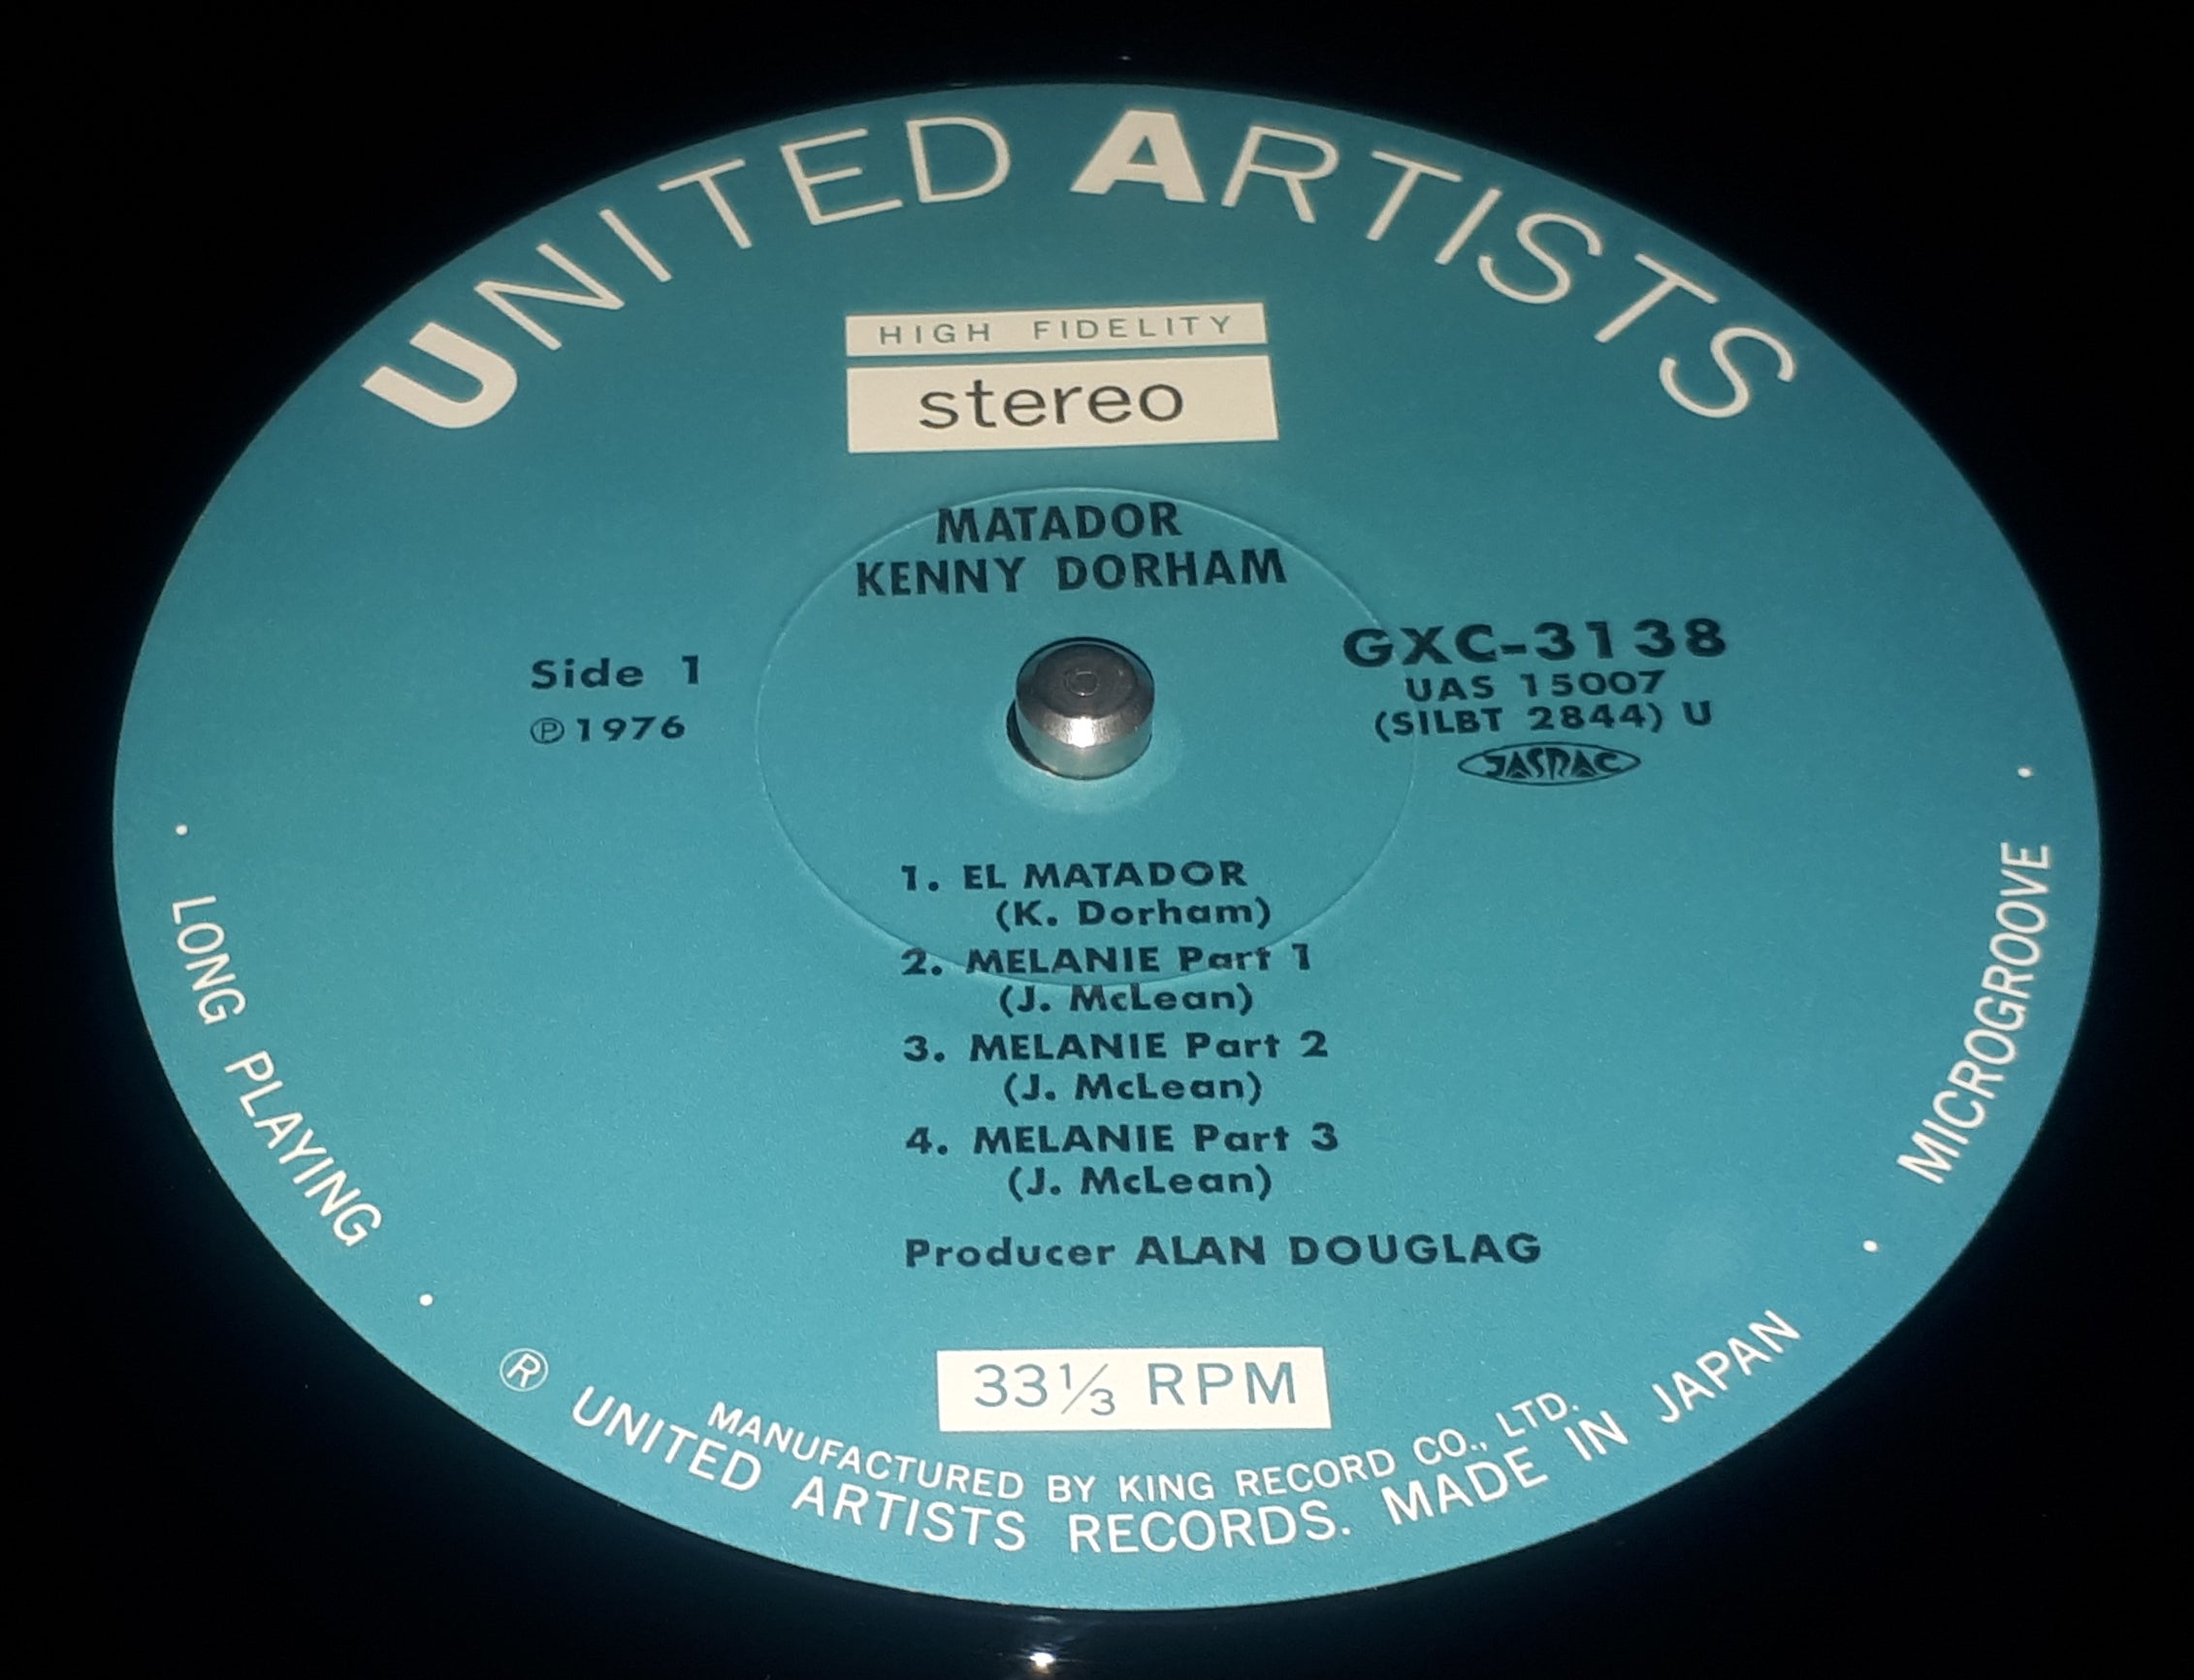 UNITED ARTISTS
HIGH FIDELITY
stereo
MATADOR
KENNY DORHAM
Side 1
Ⓟ1976
GXC-3138
UAS 15007
(SILBT 2844) U
JASRAC
1. EL MATADOR
(K. Dorham)
2. MELANIE Part 1
(J. McLean)
3. MELANIE Part 2
(J. McLean)
4. MELANIE Part 3
(J. McLean)
Producer ALAN DOUGLAG
33⅓ RPM
· LONG PLAYING ·
· MICROGROOVE ·
MANUFACTURED BY KING RECORD CO., LTD.
® UNITED ARTISTS RECORDS. MADE IN JAPAN